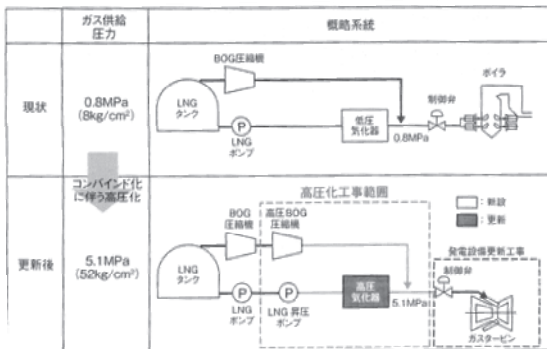 ガス供給
圧力
概略系統
現状
0.8MPa
(8kg/cm²)
BOG圧縮機
LNG
タンク
P
LNG
ポンプ
低圧
気化器
0.8MPa
制御弁
ボイラ
コンバインド化
に伴う高圧化
更新後
5.1MPa
(52kg/cm²)
高圧化工事範囲
：新設
：更新
BOG
圧縮機
高圧BOG
圧縮機
LNG
タンク
P
P
LNG
ポンプ
LNG 昇圧
ポンプ
高圧
気化器
5.1MPa
発電設備更新工事
制御弁
ガスタービン